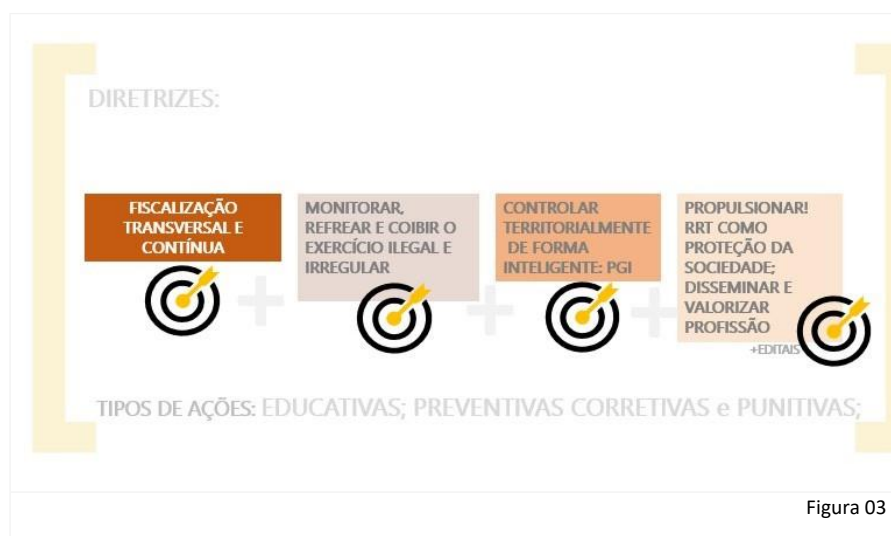 DIRETRIZES:
FISCALIZAÇÃO
TRANSVERSAL E
CONTÍNUA
MONITORAR,
REFREAR E COIBIR O
EXERCÍCIO ILEGAL E
IRREGULAR
CONTROLAR
TERRITORIALMENTE
DE FORMA
INTELIGENTE: PGI
PROPULSIONAR!
RRT COMO
PROTEÇÃO DA
SOCIEDADE;
DISSEMINAR E
VALORIZAR
PROFISSÃO
+EDITAIS
TIPOS DE AÇÕES: EDUCATIVAS; PREVENTIVAS CORRETIVAS e PUNITIVAS;
Figura 03